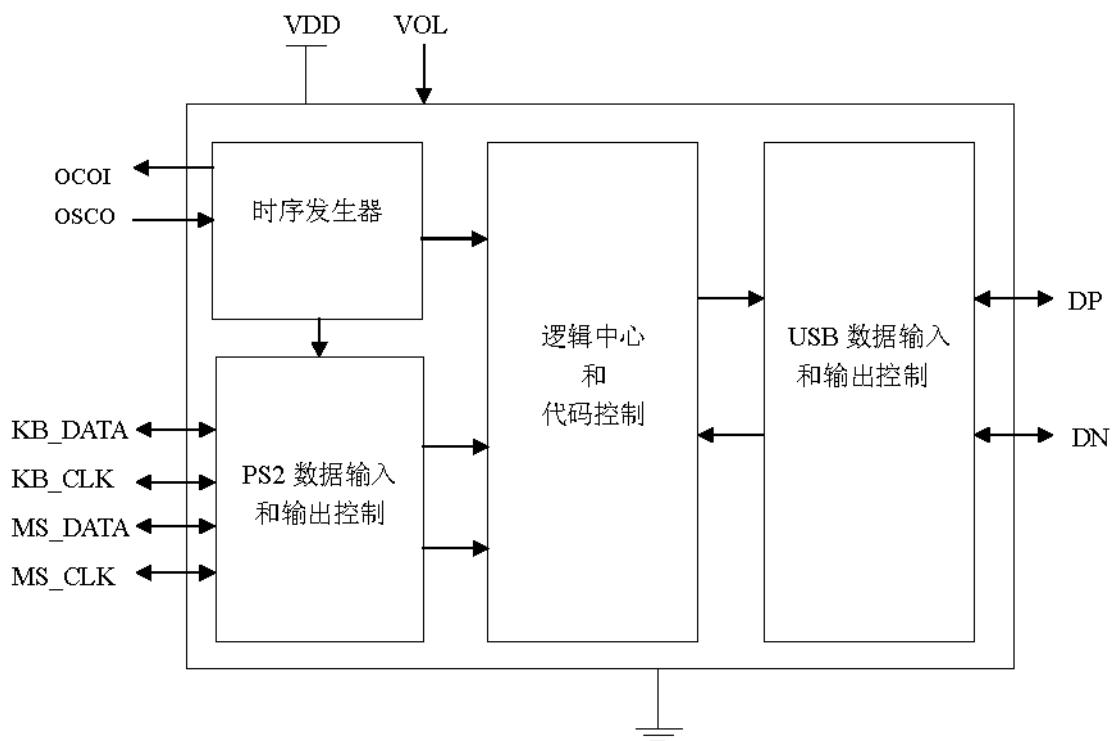 VDD
VOL
OCOI
OSCO
时序发生器
逻辑中心
和
代码控制
USB 数据输入
和输出控制
DP
DN
KB_DATA
KB_CLK
MS_DATA
MS_CLK
PS2 数据输入
和输出控制